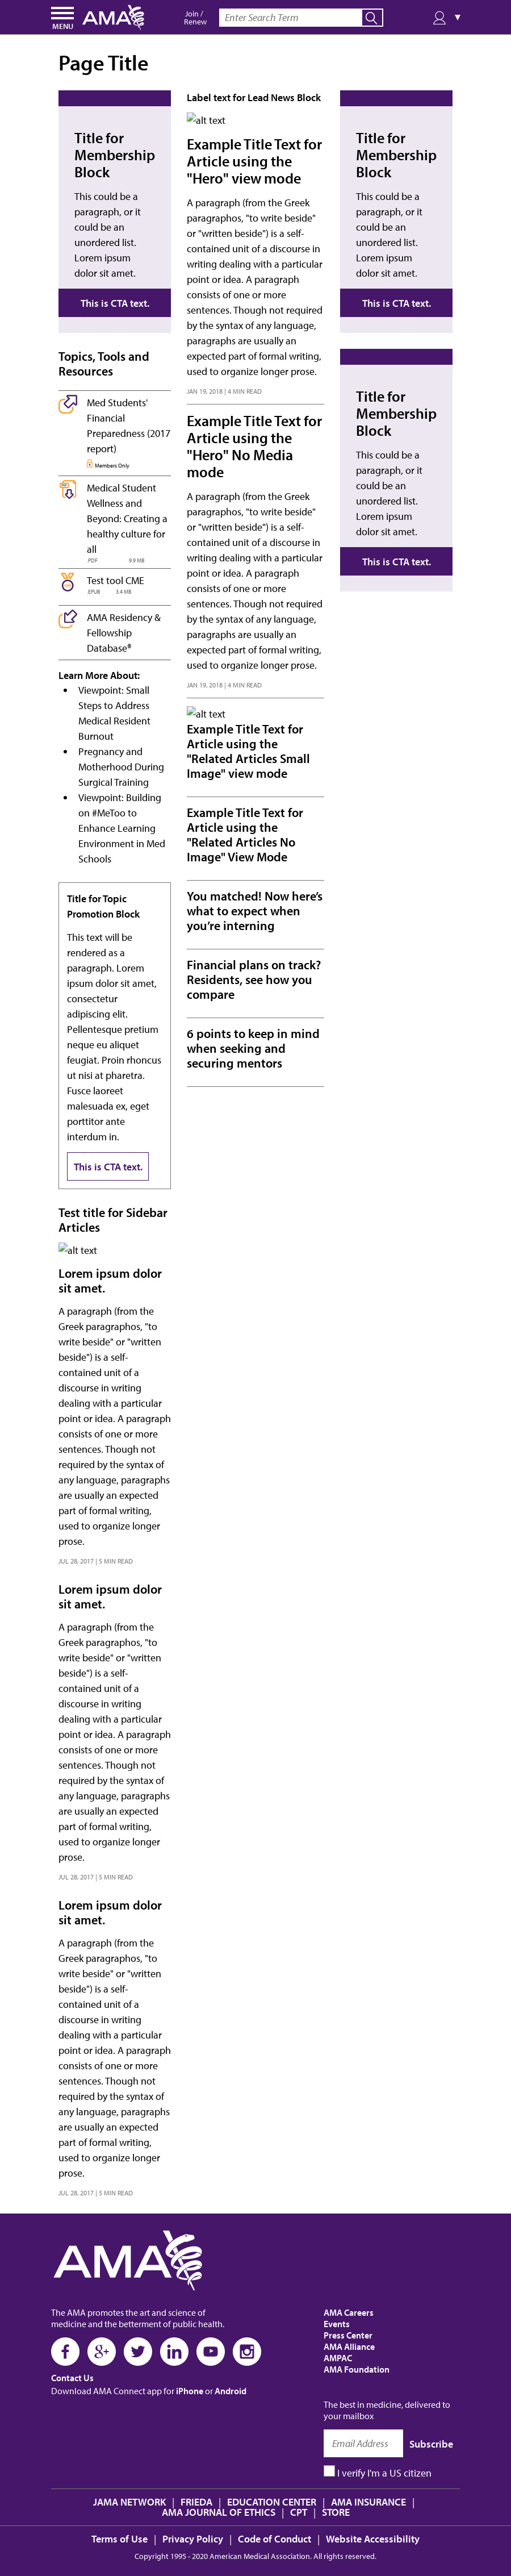 MENU
AMA
Join /
Renew
Enter Search Term
▼
Page Title
Title for
Membership
Block
This could be a
paragraph, or it
could be an
unordered list.
Lorem ipsum
dolor sit amet.
This is CTA text.
Topics, Tools and
Resources
Med Students'
Financial
Preparedness (2017
report)
Members Only
Medical Student
Wellness and
Beyond: Creating a
healthy culture for
all
.PDF 9.9 MB
Test tool CME
.EPUB 3.4 MB
AMA Residency &
Fellowship
Database®
Learn More About:
• Viewpoint: Small
Steps to Address
Medical Resident
Burnout
• Pregnancy and
Motherhood During
Surgical Training
• Viewpoint: Building
on #MeToo to
Enhance Learning
Environment in Med
Schools
Title for Topic
Promotion Block
This text will be
rendered as a
paragraph. Lorem
ipsum dolor sit amet,
consectetur
adipiscing elit.
Pellentesque pretium
neque eu aliquet
feugiat. Proin rhoncus
ut nisi at pharetra.
Fusce laoreet
malesuada ex, eget
porttitor ante
interdum in.
This is CTA text.
Test title for Sidebar
Articles
alt text
Lorem ipsum dolor
sit amet.
A paragraph (from the
Greek paragraphos, "to
write beside" or "written
beside") is a self-
contained unit of a
discourse in writing
dealing with a particular
point or idea. A paragraph
consists of one or more
sentences. Though not
required by the syntax of
any language, paragraphs
are usually an expected
part of formal writing,
used to organize longer
prose.
JUL 28, 2017 | 5 MIN READ
Lorem ipsum dolor
sit amet.
A paragraph (from the
Greek paragraphos, "to
write beside" or "written
beside") is a self-
contained unit of a
discourse in writing
dealing with a particular
point or idea. A paragraph
consists of one or more
sentences. Though not
required by the syntax of
any language, paragraphs
are usually an expected
part of formal writing,
used to organize longer
prose.
JUL 28, 2017 | 5 MIN READ
Lorem ipsum dolor
sit amet.
A paragraph (from the
Greek paragraphos, "to
write beside" or "written
beside") is a self-
contained unit of a
discourse in writing
dealing with a particular
point or idea. A paragraph
consists of one or more
sentences. Though not
required by the syntax of
any language, paragraphs
are usually an expected
part of formal writing,
used to organize longer
prose.
JUL 28, 2017 | 5 MIN READ
Label text for Lead News Block
alt text
Example Title Text for
Article using the
"Hero" view mode
A paragraph (from the Greek
paragraphos, "to write beside"
or "written beside") is a self-
contained unit of a discourse in
writing dealing with a particular
point or idea. A paragraph
consists of one or more
sentences. Though not required
by the syntax of any language,
paragraphs are usually an
expected part of formal writing,
used to organize longer prose.
JAN 19, 2018 | 4 MIN READ
Example Title Text for
Article using the
"Hero" No Media
mode
A paragraph (from the Greek
paragraphos, "to write beside"
or "written beside") is a self-
contained unit of a discourse in
writing dealing with a particular
point or idea. A paragraph
consists of one or more
sentences. Though not required
by the syntax of any language,
paragraphs are usually an
expected part of formal writing,
used to organize longer prose.
JAN 19, 2018 | 4 MIN READ
alt text
Example Title Text for
Article using the
"Related Articles Small
Image" view mode
Example Title Text for
Article using the
"Related Articles No
Image" View Mode
You matched! Now here’s
what to expect when
you’re interning
Financial plans on track?
Residents, see how you
compare
6 points to keep in mind
when seeking and
securing mentors
Title for
Membership
Block
This could be a
paragraph, or it
could be an
unordered list.
Lorem ipsum
dolor sit amet.
This is CTA text.
Title for
Membership
Block
This could be a
paragraph, or it
could be an
unordered list.
Lorem ipsum
dolor sit amet.
This is CTA text.
AMA
The AMA promotes the art and science of
medicine and the betterment of public health.
Contact Us
Download AMA Connect app for iPhone or Android
AMA Careers
Events
Press Center
AMA Alliance
AMPAC
AMA Foundation
The best in medicine, delivered to
your mailbox
Email Address Subscribe
I verify I'm a US citizen
JAMA NETWORK | FRIEDA | EDUCATION CENTER | AMA INSURANCE |
AMA JOURNAL OF ETHICS | CPT | STORE
Terms of Use | Privacy Policy | Code of Conduct | Website Accessibility
Copyright 1995 - 2020 American Medical Association. All rights reserved.